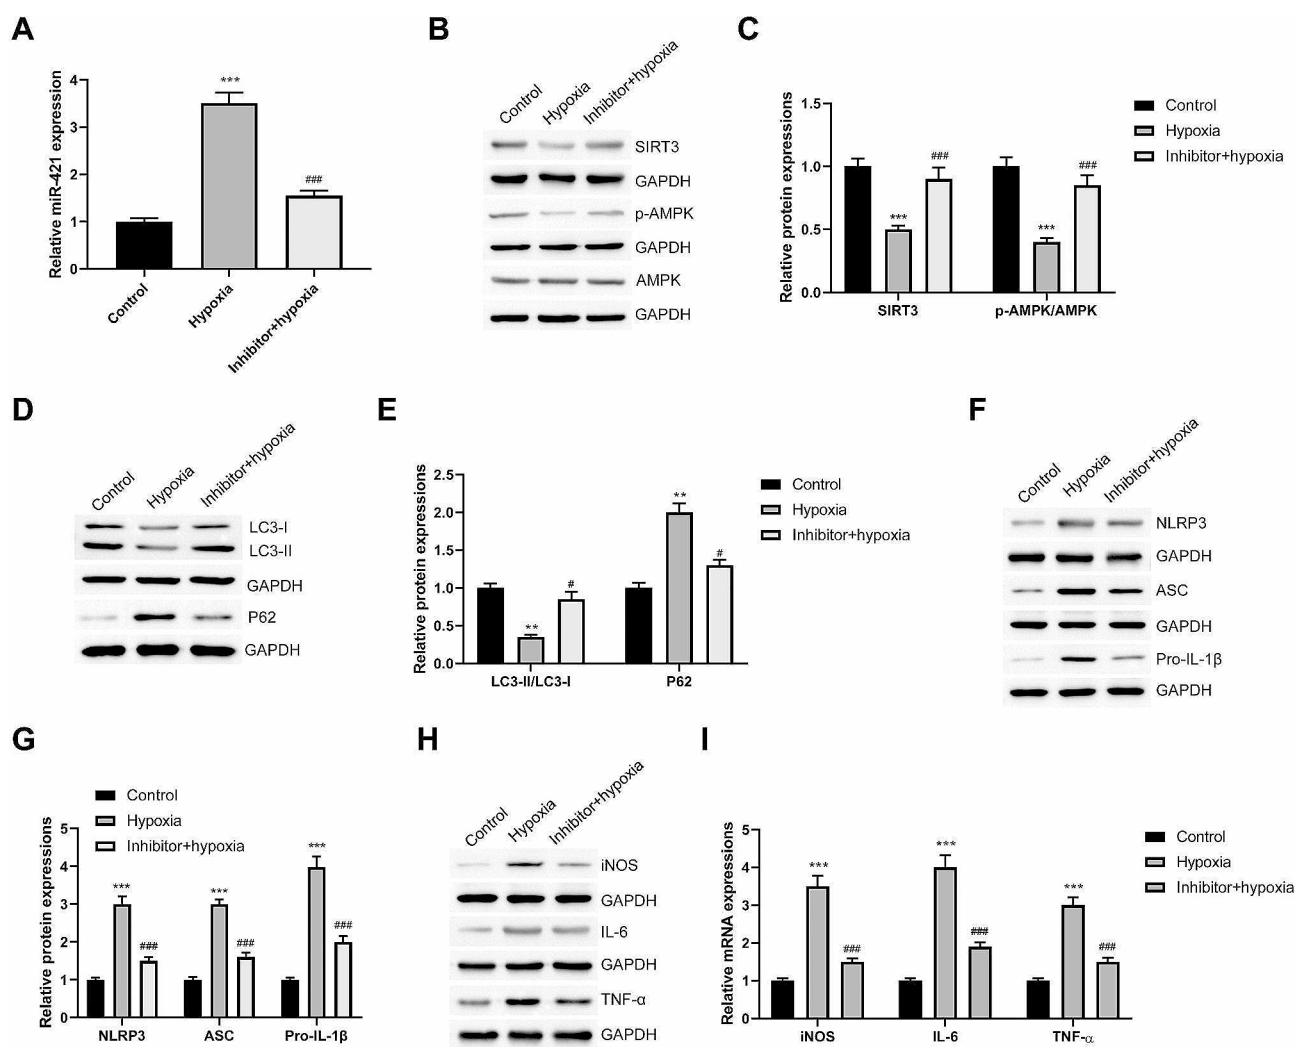 A
Relative miR-421 expression
4
3
2
1
0
***
###
Control
Hypoxia
Inhibitor+hypoxia
B
Control
Hypoxia
Inhibitor+hypoxia
SIRT3
GAPDH
p-AMPK
GAPDH
AMPK
GAPDH
C
Relative protein expressions
1.5
1.0
0.5
0.0
***
###
***
###
SIRT3
p-AMPK/AMPK
Control
Hypoxia
Inhibitor+hypoxia
D
Control
Hypoxia
Inhibitor+hypoxia
LC3-I
LC3-II
GAPDH
P62
GAPDH
E
Relative protein expressions
2.5
2.0
1.5
1.0
0.5
0.0
**
#
**
#
LC3-II/LC3-I
P62
Control
Hypoxia
Inhibitor+hypoxia
F
Control
Hypoxia
Inhibitor+hypoxia
NLRP3
GAPDH
ASC
GAPDH
Pro-IL-1β
GAPDH
G
Control
Hypoxia
Inhibitor+hypoxia
Relative protein expressions
5
4
3
2
1
0
***
###
***
###
***
###
NLRP3
ASC
Pro-IL-1β
H
Control
Hypoxia
Inhibitor+hypoxia
iNOS
GAPDH
IL-6
GAPDH
TNF-α
GAPDH
I
Relative mRNA expressions
5
4
3
2
1
0
***
###
***
###
***
###
iNOS
IL-6
TNF-α
Control
Hypoxia
Inhibitor+hypoxia